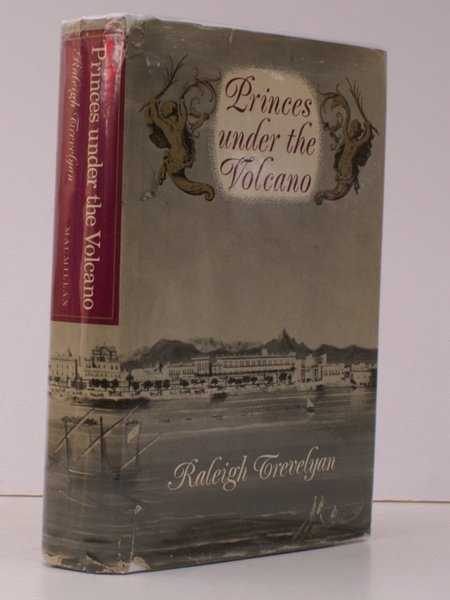 Princes under the Volcano
Raleigh Trevelyan
MACMILLAN
Princes
under the
Volcano
Raleigh Trevelyan